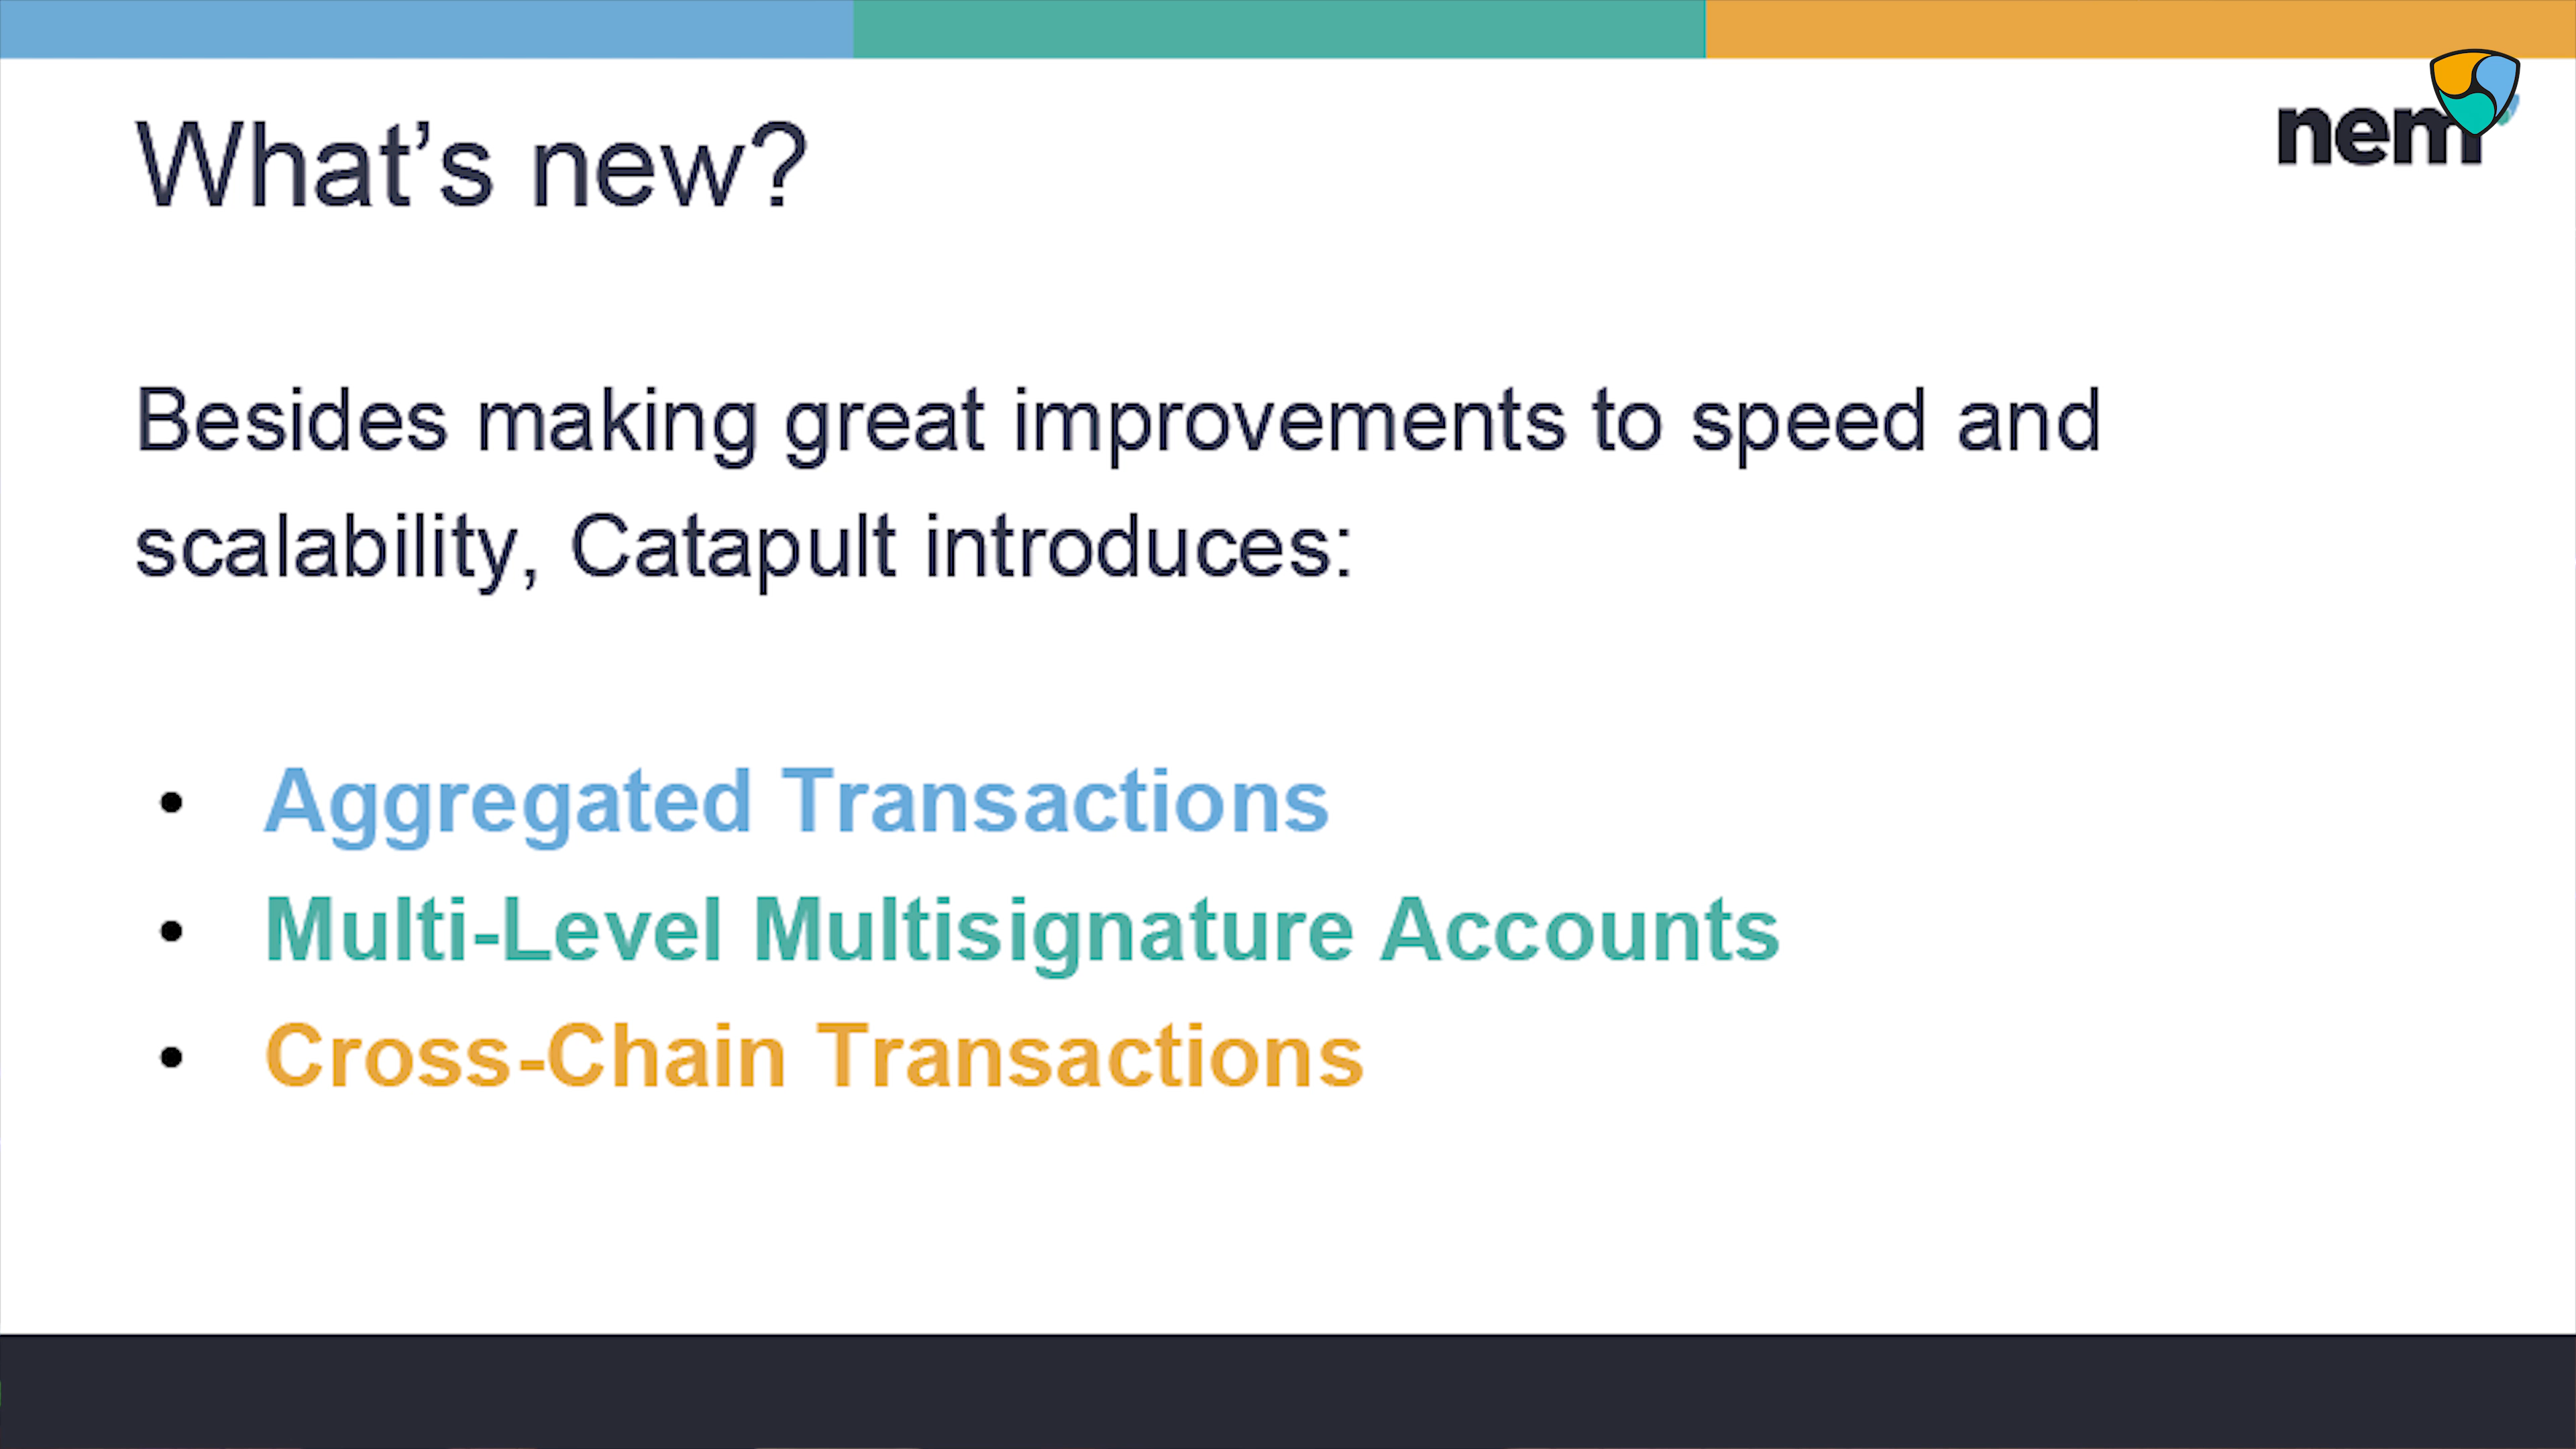 What’s new?
nem
Besides making great improvements to speed and
scalability, Catapult introduces:
• Aggregated Transactions
• Multi-Level Multisignature Accounts
• Cross-Chain Transactions